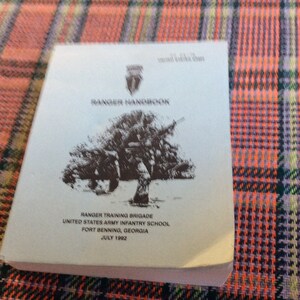 RANGER HANDBOOK
RANGER TRAINING BRIGADE
UNITED STATES ARMY INFANTRY SCHOOL
FORT BENNING, GEORGIA
JULY 1992